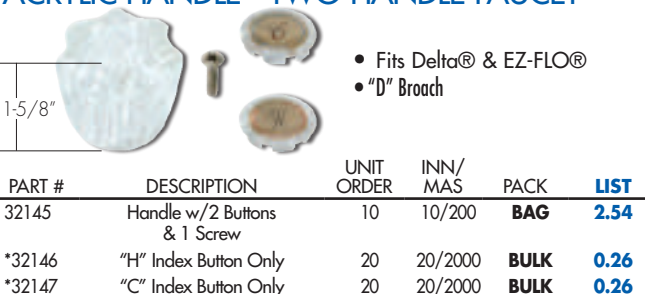 ACRYLIC HANDLE - TWO HANDLE FAUCET
1-5/8”
• Fits Delta® & EZ-FLO®
• “D” Broach
PART # DESCRIPTION UNIT ORDER INN/ MAS PACK LIST
32145 Handle w/2 Buttons & 1 Screw 10 10/200 BAG 2.54
*32146 “H” Index Button Only 20 20/2000 BULK 0.26
*32147 “C” Index Button Only 20 20/2000 BULK 0.26